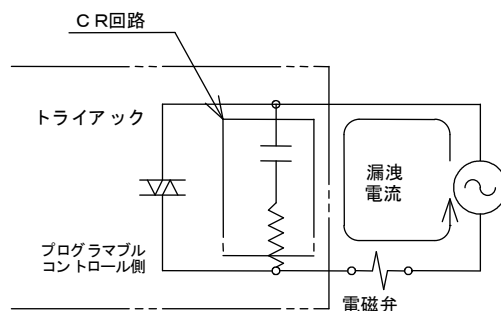 ＣＲ回路
トライアック
漏洩
電流
プログラマブル
コントロール側
電磁弁